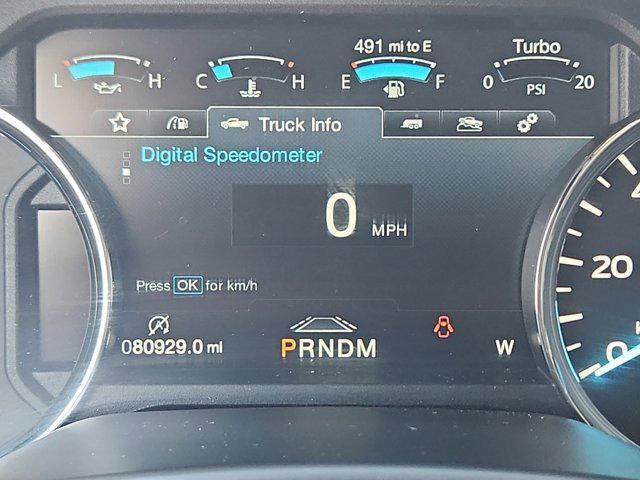 491 mi to E
Turbo
L H C H E F 0 20
PSI
Truck Info
Digital Speedometer
0 MPH
Press OK for km/h
080929.0 mi
PRNDM
W
20
0